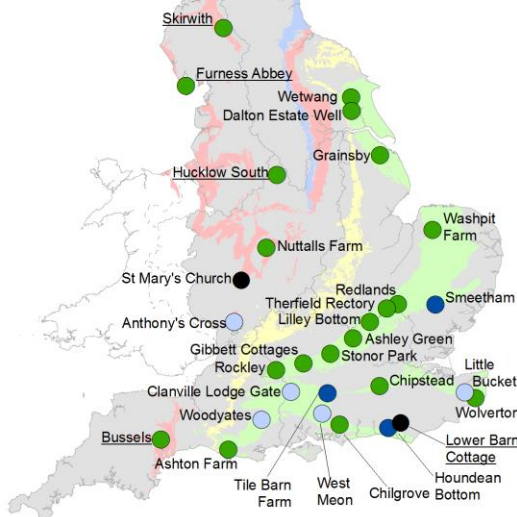 Skirwith
Furness Abbey
Wetwang
Dalton Estate Well
Grainsby
Hucklow South
Washpit
Farm
Nuttalls Farm
St Mary's Church
Redlands
Therfield Rectory
Smeetham
Anthony's Cross
Lilley Bottom
Ashley Green
Gibbett Cottages
Stonor Park
Rockley
Little
Bucket
Chipstead
Clanville Lodge Gate
Wolverton
Woodyates
Bussels
Lower Barn
Cottage
Ashton Farm
Tile Barn
Farm
West
Meon
Chilgrove
Houndean
Bottom